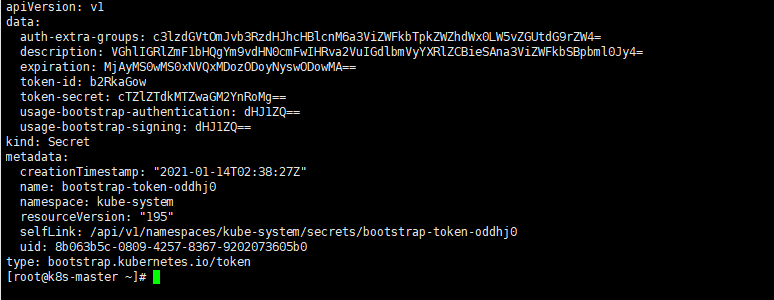 apiVersion: v1
data:
  auth-extra-groups: c3lzdGVtOmJvb3RzdHJhcHBlcnM6a3ViZWFkbTpkZWZhdWx0LW5vZGUtdG9rZW4=
  description: VGhlIGRlZmF1bHQgYm9vdHN0cmFwIHRva2VuIGdlbmVyYXRlZCBieSAna3ViZWFkbSBpbml0Jy4=
  expiration: MjAyMS0wMS0xNVQxMDozODoyNyswODowMA==
  token-id: b2RkaGow
  token-secret: cTZlZTdkMTZwaGM2YnRoMg==
  usage-bootstrap-authentication: dHJ1ZQ==
  usage-bootstrap-signing: dHJ1ZQ==
kind: Secret
metadata:
  creationTimestamp: "2021-01-14T02:38:27Z"
  name: bootstrap-token-oddhj0
  namespace: kube-system
  resourceVersion: "195"
  selfLink: /api/v1/namespaces/kube-system/secrets/bootstrap-token-oddhj0
  uid: 8b063b5c-0809-4257-8367-9202073605b0
type: bootstrap.kubernetes.io/token
[root@k8s-master ~]#